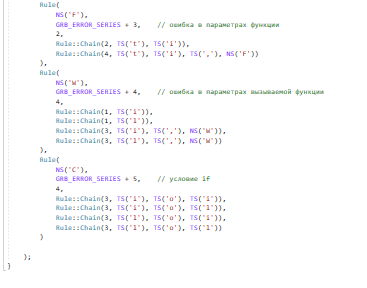 Rule(
NS('F'),
GRB_ERROR_SERIES + 3, // ошибка в параметрах функции
2,
Rule::Chain(2, TS('t'), TS('i')),
Rule::Chain(4, TS('t'), TS('i'), TS(','), NS('F'))
),
Rule(
NS('W'),
GRB_ERROR_SERIES + 4, // ошибка в параметрах вызываемой функции
4,
Rule::Chain(1, TS('i')),
Rule::Chain(1, TS('l')),
Rule::Chain(3, TS('i'), TS(','), NS('W')),
Rule::Chain(3, TS('l'), TS(','), NS('W'))
),
Rule(
NS('C'),
GRB_ERROR_SERIES + 5, // условие if
4,
Rule::Chain(3, TS('i'), TS('o'), TS('i')),
Rule::Chain(3, TS('i'), TS('o'), TS('l')),
Rule::Chain(3, TS('l'), TS('o'), TS('i')),
Rule::Chain(3, TS('l'), TS('o'), TS('l'))
)
);
}